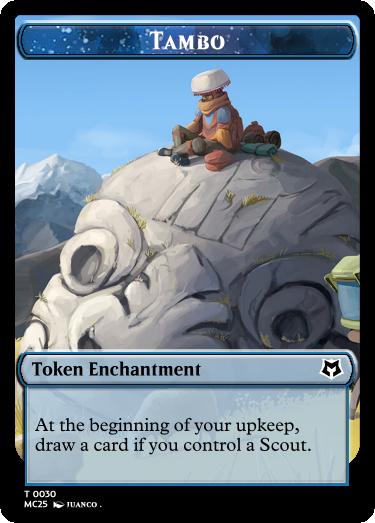 TAMBO
Token Enchantment
At the beginning of your upkeep,
draw a card if you control a Scout.
T 0030
MC25 JUANCO .